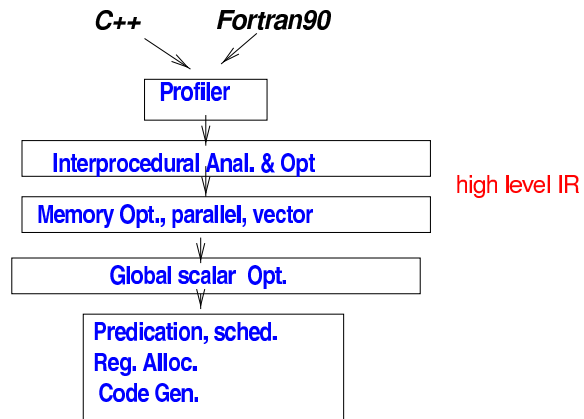 C++ Fortran90
Profiler
Interprocedural Anal. & Opt
high level IR
Memory Opt., parallel, vector
Global scalar Opt.
Predication, sched.
Reg. Alloc.
Code Gen.